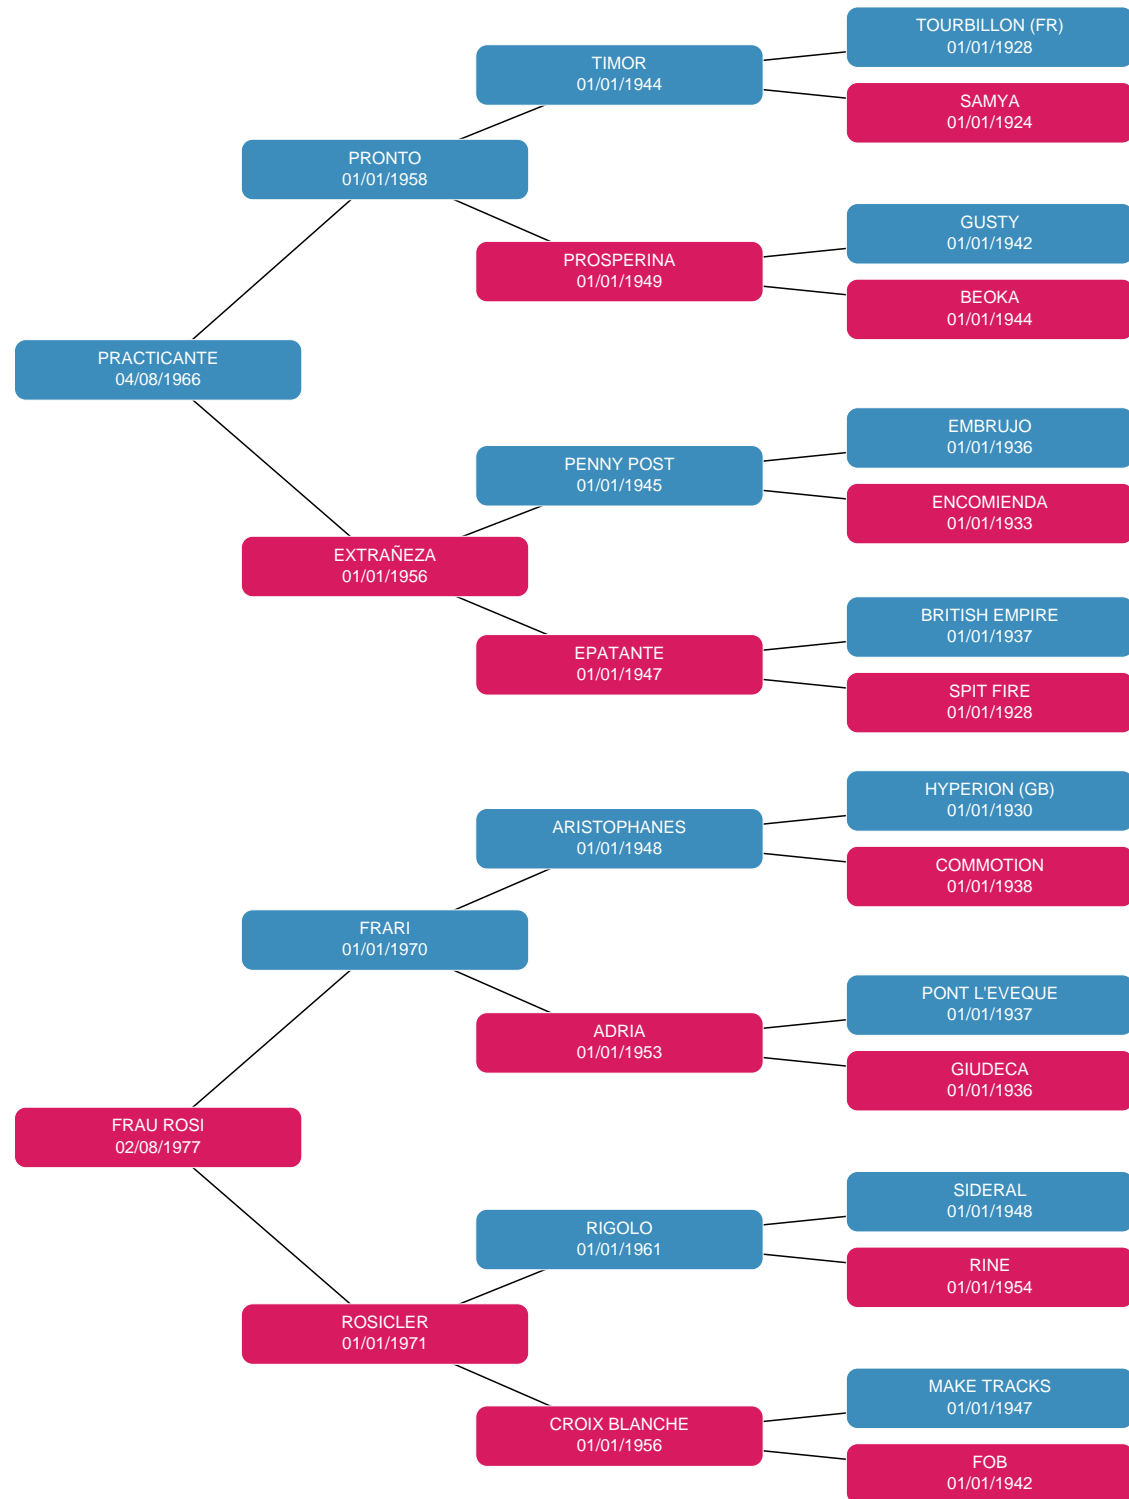 TOURBILLON (FR)
01/01/1928
TIMOR
01/01/1944
SAMYA
01/01/1924
PRONTO
01/01/1958
GUSTY
01/01/1942
PROSPERINA
01/01/1949
BEOKA
01/01/1944
PRACTICANTE
04/08/1966
EMBRUJO
01/01/1936
PENNY POST
01/01/1945
ENCOMIENDA
01/01/1933
EXTRAÑEZA
01/01/1956
BRITISH EMPIRE
01/01/1937
EPATANTE
01/01/1947
SPIT FIRE
01/01/1928
HYPERION (GB)
01/01/1930
ARISTOPHANES
01/01/1948
COMMOTION
01/01/1938
FRARI
01/01/1970
PONT L'EVEQUE
01/01/1937
ADRIA
01/01/1953
GIUDECA
01/01/1936
FRAU ROSI
02/08/1977
SIDERAL
01/01/1948
RIGOLO
01/01/1961
RINE
01/01/1954
ROSICLER
01/01/1971
MAKE TRACKS
01/01/1947
CROIX BLANCHE
01/01/1956
FOB
01/01/1942